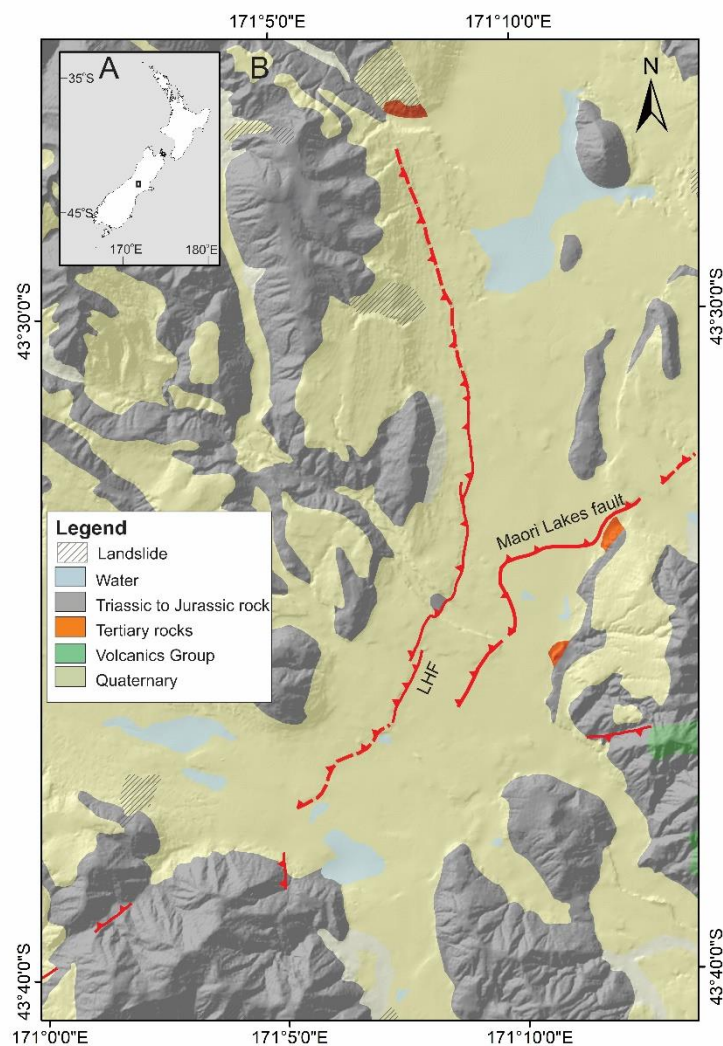 171°5'0"E
171°10'0"E
A
B
N
35°S
45°S
170°E
180°E
43°30'0"S
43°30'0"S
Maori Lakes fault
Legend
Landslide
Water
Triassic to Jurassic rock
Tertiary rocks
Volcanics Group
Quaternary
LHF
43°40'0"S
43°40'0"S
171°0'0"E
171°5'0"E
171°10'0"E